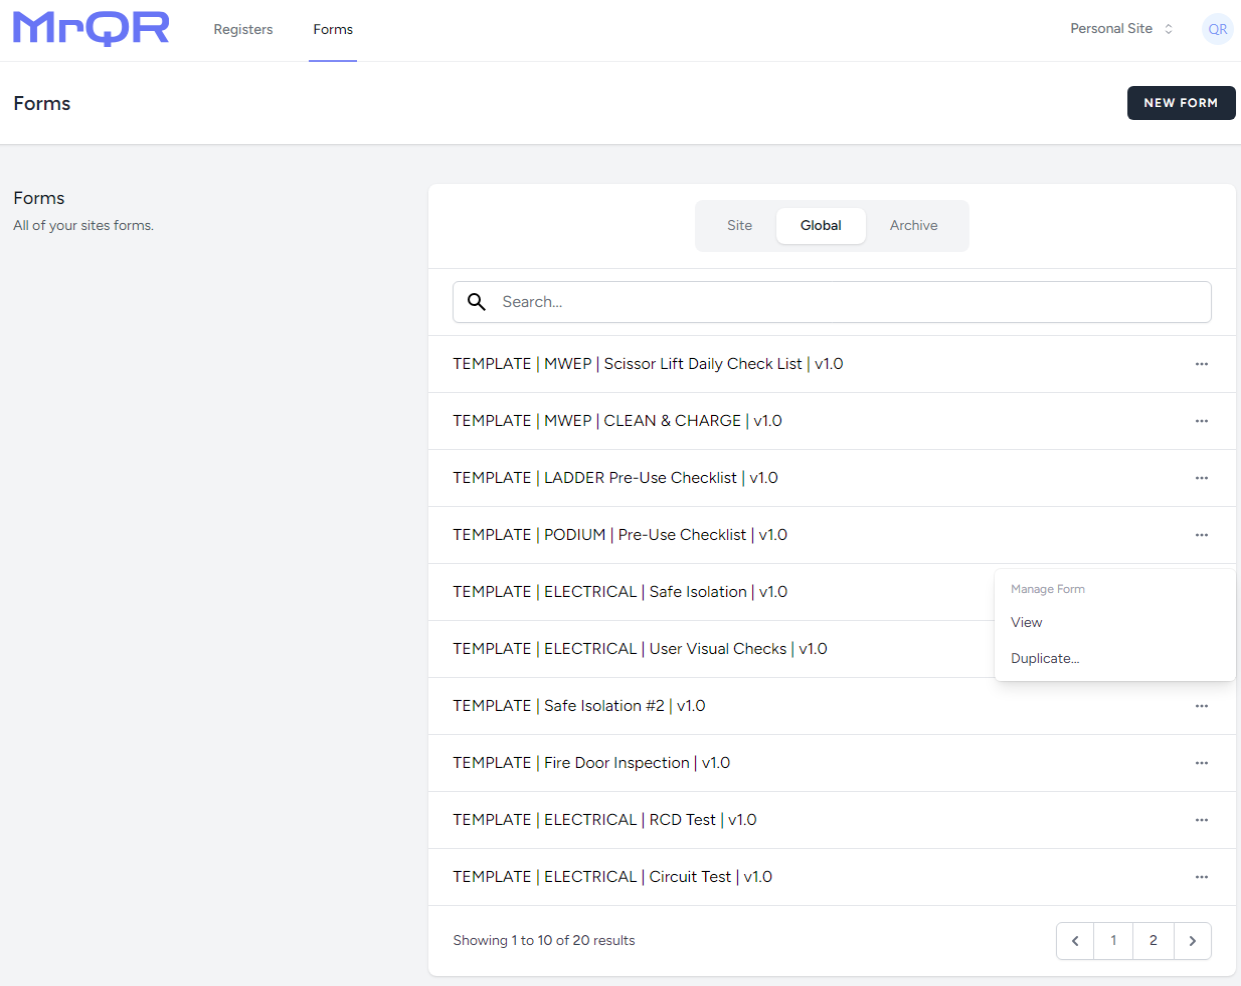 MrQR
Registers
Forms
Personal Site
QR
Forms
NEW FORM
Forms
All of your sites forms.
Site
Global
Archive
Search...
TEMPLATE | MWEP | Scissor Lift Daily Check List | v1.0
TEMPLATE | MWEP | CLEAN & CHARGE | v1.0
TEMPLATE | LADDER Pre-Use Checklist | v1.0
TEMPLATE | PODIUM | Pre-Use Checklist | v1.0
TEMPLATE | ELECTRICAL | Safe Isolation | v1.0
Manage Form
View
Duplicate...
TEMPLATE | ELECTRICAL | User Visual Checks | v1.0
TEMPLATE | Safe Isolation #2 | v1.0
TEMPLATE | Fire Door Inspection | v1.0
TEMPLATE | ELECTRICAL | RCD Test | v1.0
TEMPLATE | ELECTRICAL | Circuit Test | v1.0
Showing 1 to 10 of 20 results
1
2